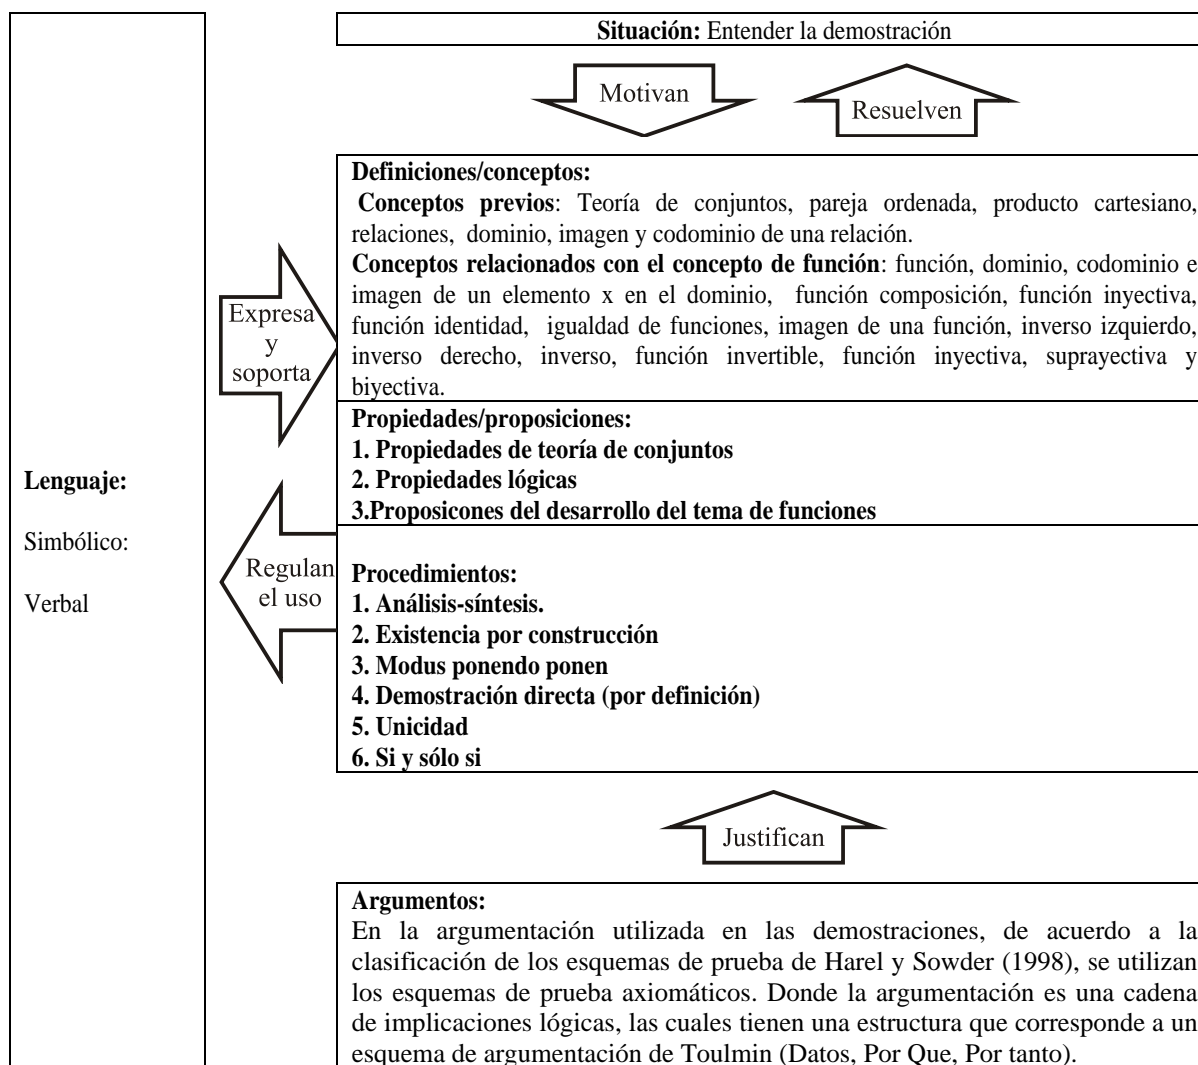 Situación: Entender la demostración
Motivan
Resuelven
Definiciones/conceptos:
Conceptos previos: Teoría de conjuntos, pareja ordenada, producto cartesiano,
relaciones, dominio, imagen y codominio de una relación.
Conceptos relacionados con el concepto de función: función, dominio, codominio e
imagen de un elemento x en el dominio, función composición, función inyectiva,
función identidad, igualdad de funciones, imagen de una función, inverso izquierdo,
inverso derecho, inverso, función invertible, función inyectiva, suprayectiva y
biyectiva.
Expresa
y
soporta
Propiedades/proposiciones:
1. Propiedades de teoría de conjuntos
2. Propiedades lógicas
3.Proposicones del desarrollo del tema de funciones
Lenguaje:
Simbólico:
Verbal
Regulan
el uso
Procedimientos:
1. Análisis-síntesis.
2. Existencia por construcción
3. Modus ponendo ponen
4. Demostración directa (por definición)
5. Unicidad
6. Si y sólo si
Justifican
Argumentos:
En la argumentación utilizada en las demostraciones, de acuerdo a la
clasificación de los esquemas de prueba de Harel y Sowder (1998), se utilizan
los esquemas de prueba axiomáticos. Donde la argumentación es una cadena
de implicaciones lógicas, las cuales tienen una estructura que corresponde a un
esquema de argumentación de Toulmin (Datos, Por Que, Por tanto).